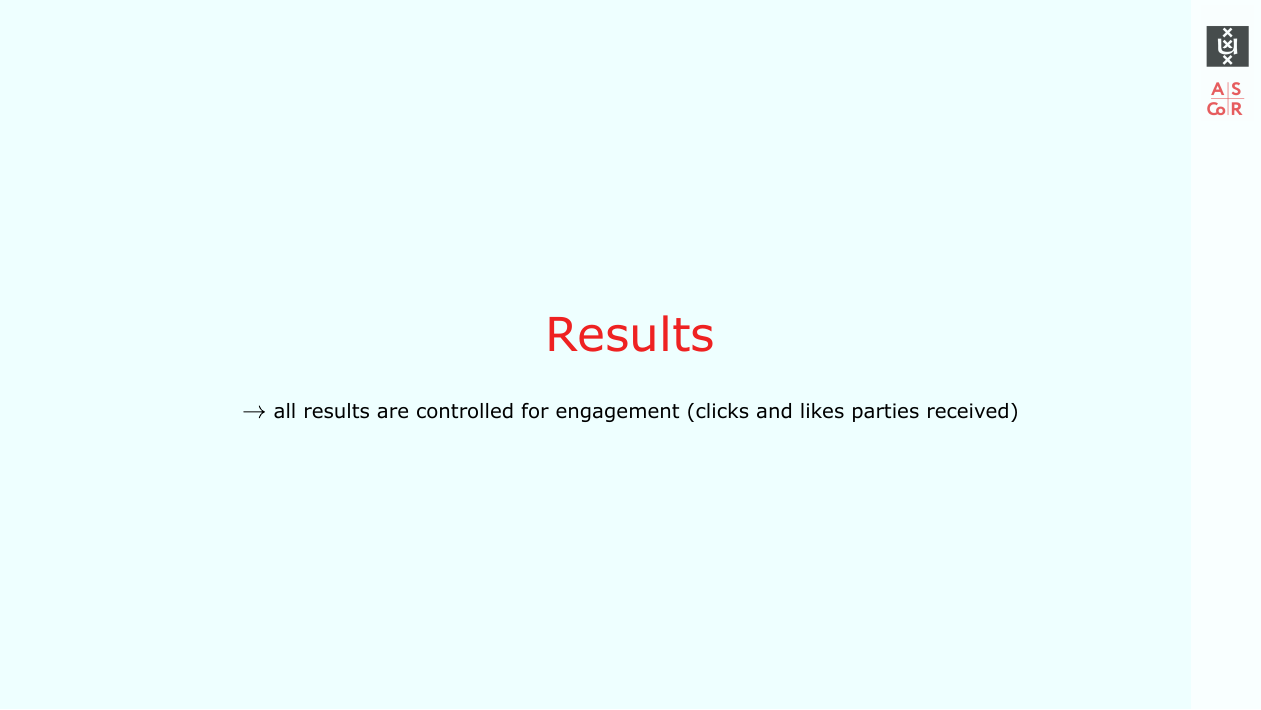 Results
→ all results are controlled for engagement (clicks and likes parties received)
A S
Co R